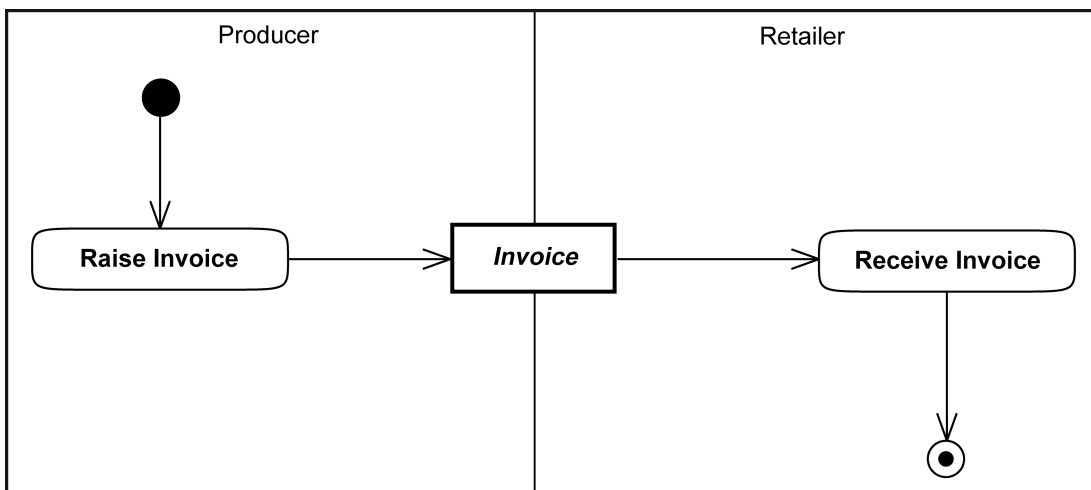 Producer
Retailer
Raise Invoice
Invoice
Receive Invoice